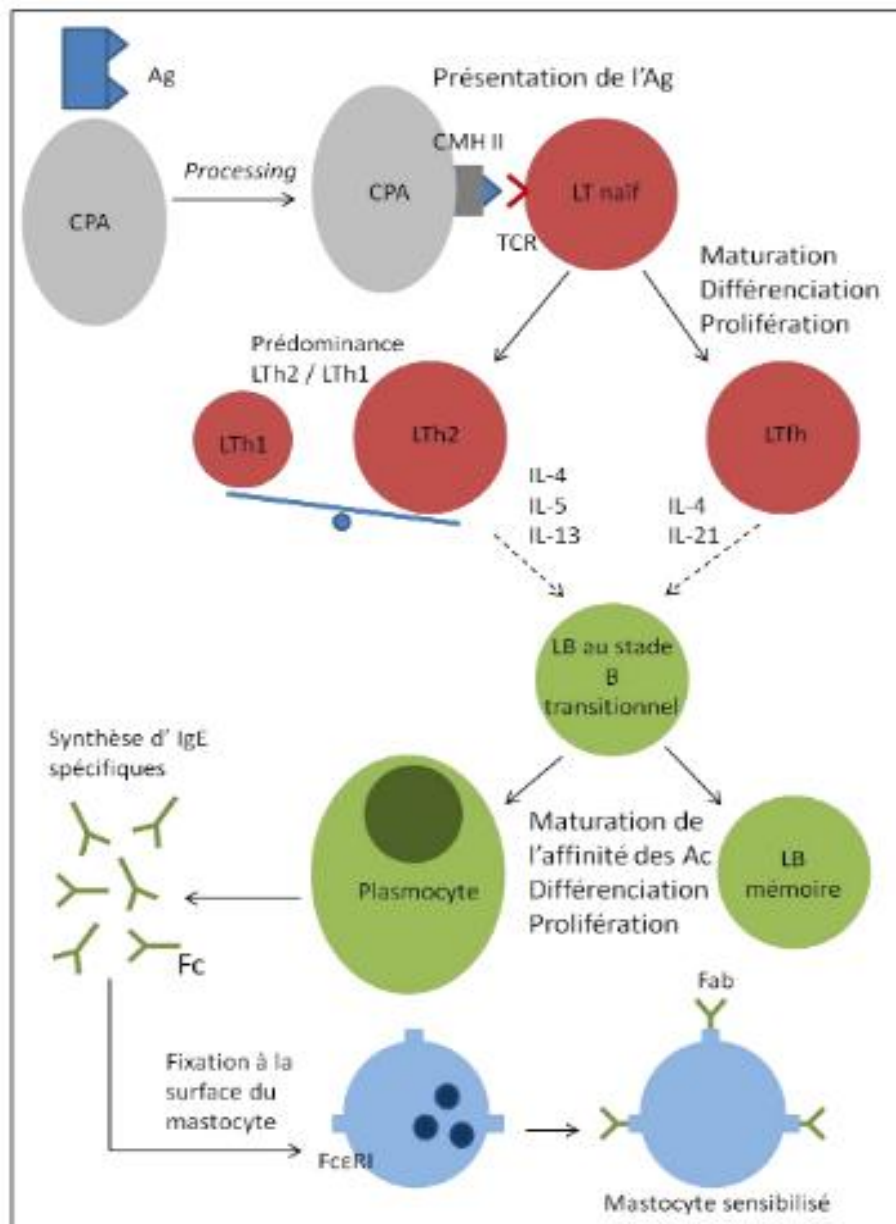 Ag
Présentation de l'Ag
CMH II
Processing
CPA
CPA
LT naïf
TCR
Maturation
Différenciation
Prolifération
Prédominance
LTh2 / LTh1
LTh1
LTh2
LTfh
IL-4
IL-5
IL-13
IL-4
IL-21
LB au stade
B
transitionnel
Synthèse d' IgE
spécifiques
Maturation de
l'affinité des Ac
Différenciation
Prolifération
Plasmocyte
LB
mémoire
Fc
Fab
Fixation à la
surface du
mastocyte
FcεRI
Mastocyte sensibilisé